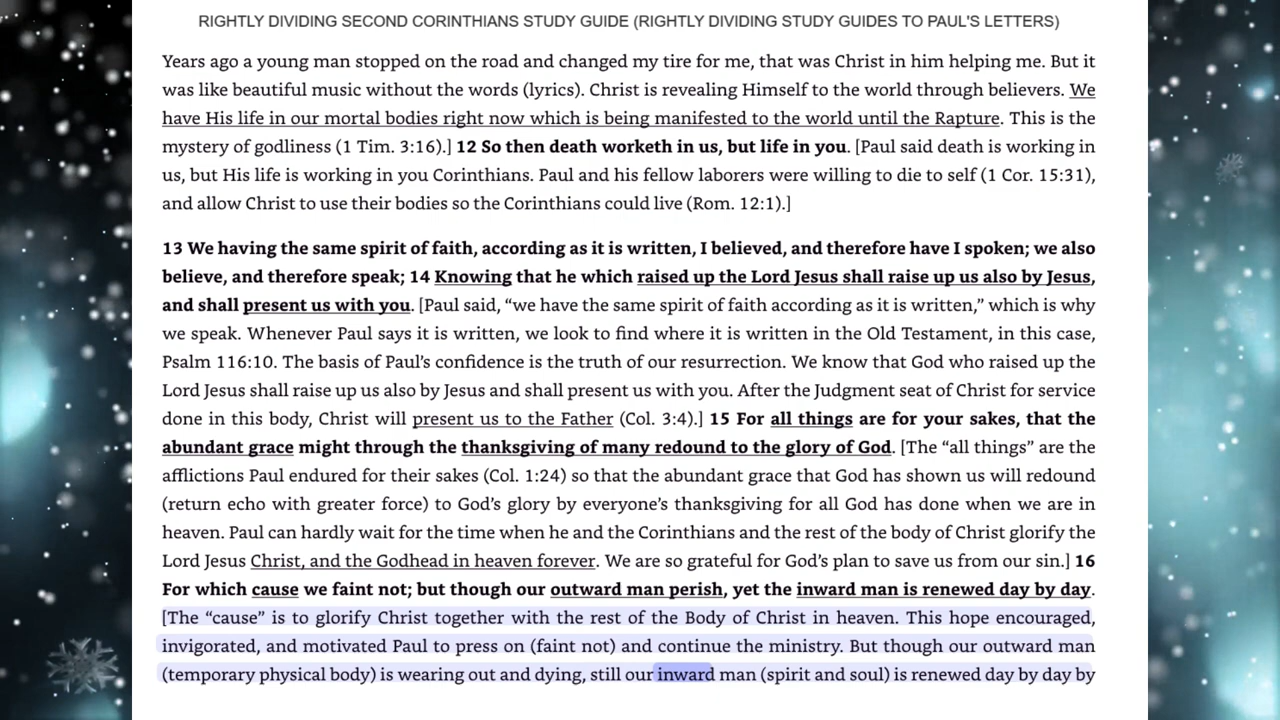 RIGHTLY DIVIDING SECOND CORINTHIANS STUDY GUIDE (RIGHTLY DIVIDING STUDY GUIDES TO PAUL'S LETTERS)
Years ago a young man stopped on the road and changed my tire for me, that was Christ in him helping me. But it
was like beautiful music without the words (lyrics). Christ is revealing Himself to the world through believers. We
have His life in our mortal bodies right now which is being manifested to the world until the Rapture. This is the
mystery of godliness (1 Tim. 3:16).] 12 So then death worketh in us, but life in you. [Paul said death is working in
us, but His life is working in you Corinthians. Paul and his fellow laborers were willing to die to self (1 Cor. 15:31),
and allow Christ to use their bodies so the Corinthians could live (Rom. 12:1).]
13 We having the same spirit of faith, according as it is written, I believed, and therefore have I spoken; we also
believe, and therefore speak; 14 Knowing that he which raised up the Lord Jesus shall raise up us also by Jesus,
and shall present us with you. [Paul said, “we have the same spirit of faith according as it is written,” which is why
we speak. Whenever Paul says it is written, we look to find where it is written in the Old Testament, in this case,
Psalm 116:10. The basis of Paul’s confidence is the truth of our resurrection. We know that God who raised up the
Lord Jesus shall raise up us also by Jesus and shall present us with you. After the Judgment seat of Christ for service
done in this body, Christ will present us to the Father (Col. 3:4).] 15 For all things are for your sakes, that the
abundant grace might through the thanksgiving of many redound to the glory of God. [The “all things” are the
afflictions Paul endured for their sakes (Col. 1:24) so that the abundant grace that God has shown us will redound
(return echo with greater force) to God’s glory by everyone’s thanksgiving for all God has done when we are in
heaven. Paul can hardly wait for the time when he and the Corinthians and the rest of the body of Christ glorify the
Lord Jesus Christ, and the Godhead in heaven forever. We are so grateful for God’s plan to save us from our sin.] 16
For which cause we faint not; but though our outward man perish, yet the inward man is renewed day by day.
[The “cause” is to glorify Christ together with the rest of the Body of Christ in heaven. This hope encouraged,
invigorated, and motivated Paul to press on (faint not) and continue the ministry. But though our outward man
(temporary physical body) is wearing out and dying, still our inward man (spirit and soul) is renewed day by day by